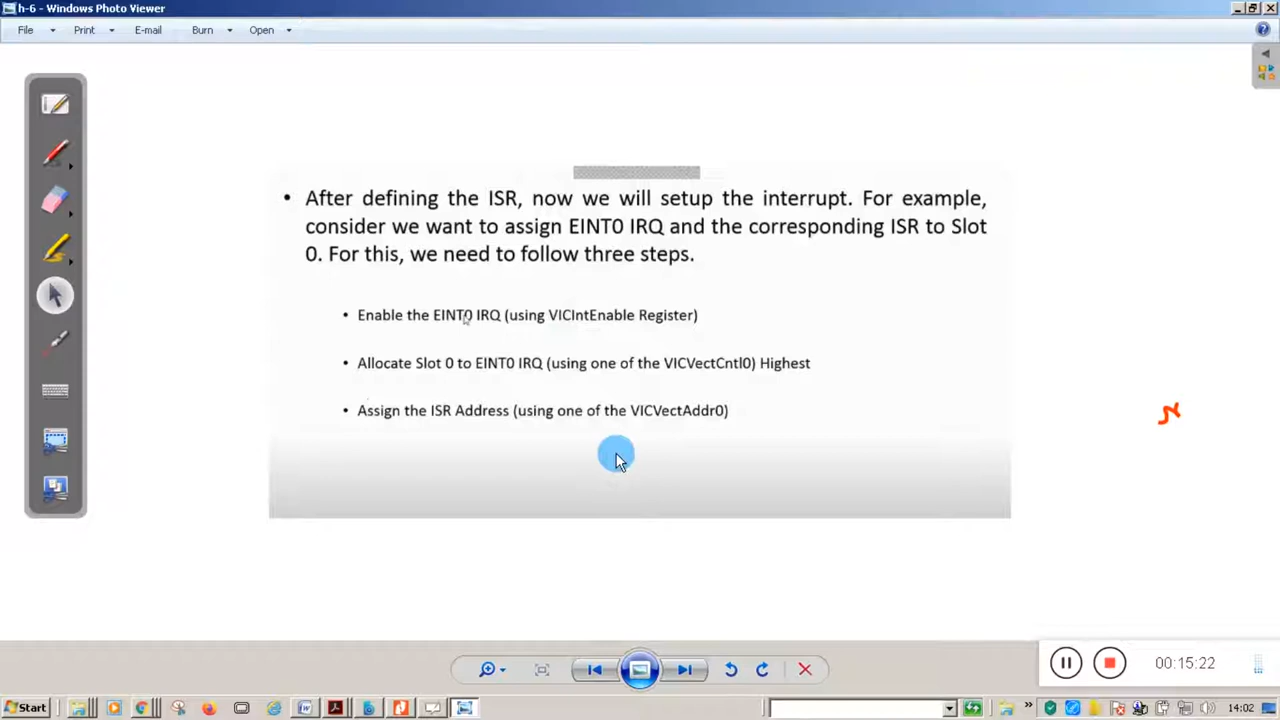 h-6 - Windows Photo Viewer
File Print E-mail Burn Open
• After defining the ISR, now we will setup the interrupt. For example,
consider we want to assign EINT0 IRQ and the corresponding ISR to Slot
0. For this, we need to follow three steps.
• Enable the EINT0 IRQ (using VICIntEnable Register)
• Allocate Slot 0 to EINT0 IRQ (using one of the VICVectCntl0) Highest
• Assign the ISR Address (using one of the VICVectAddr0)
00:15:22
Start
14:02